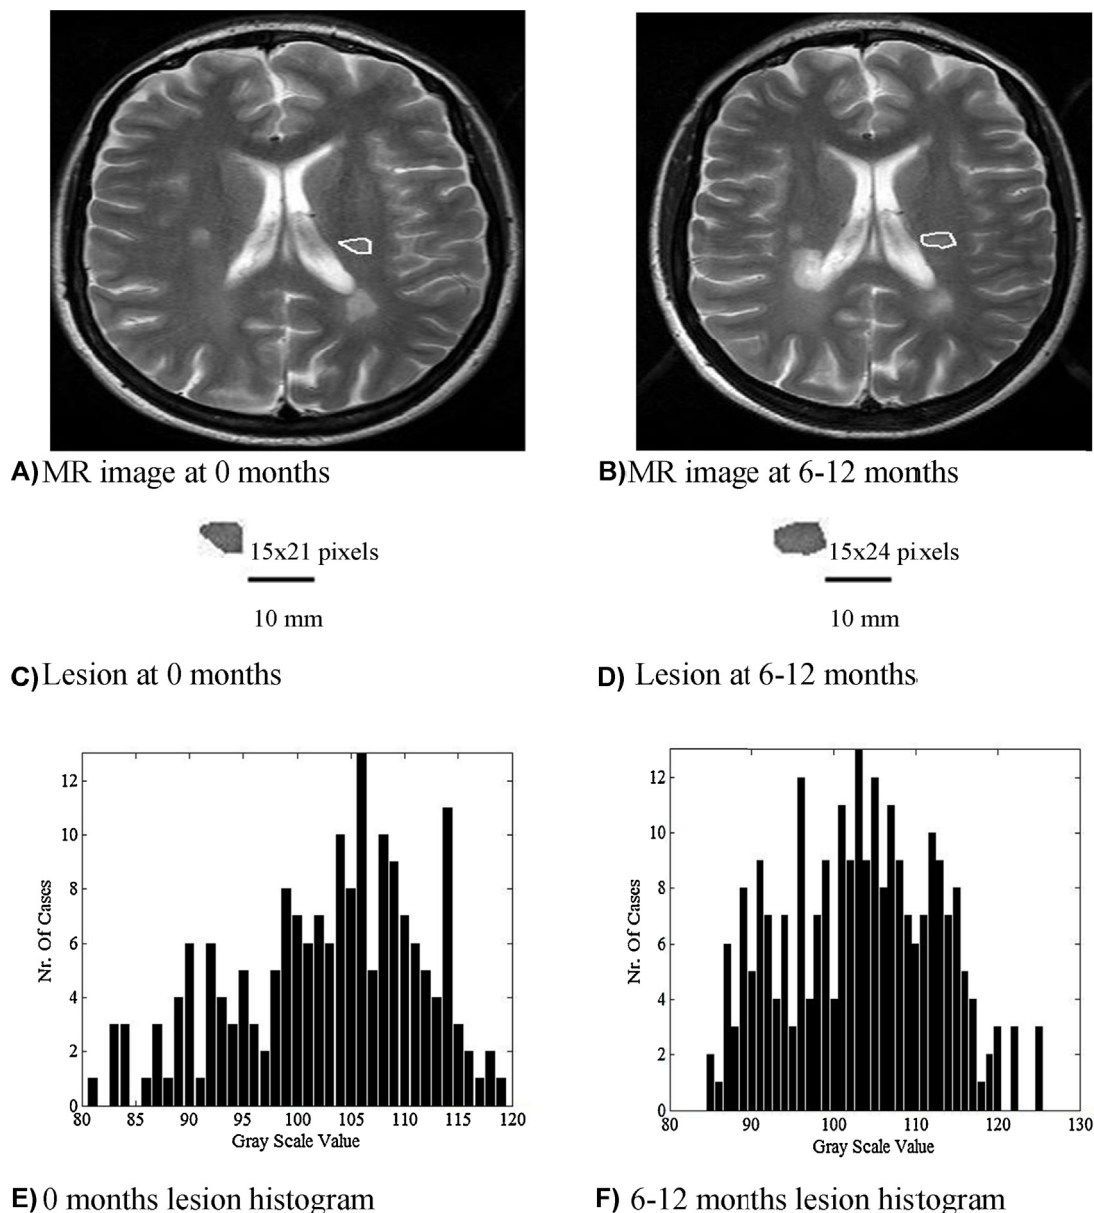 A) MR image at 0 months
B) MR image at 6-12 months
15x21 pixels
10 mm
15x24 pixels
10 mm
C) Lesion at 0 months
D) Lesion at 6-12 months
12
10
8
6
4
2
0
Nr. Of Cases
80 85 90 95 100 105 110 115 120
Gray Scale Value
12
10
8
6
4
2
0
Nr. Of Cases
80 90 100 110 120 130
Gray Scale Value
E) 0 months lesion histogram
F) 6-12 months lesion histogram